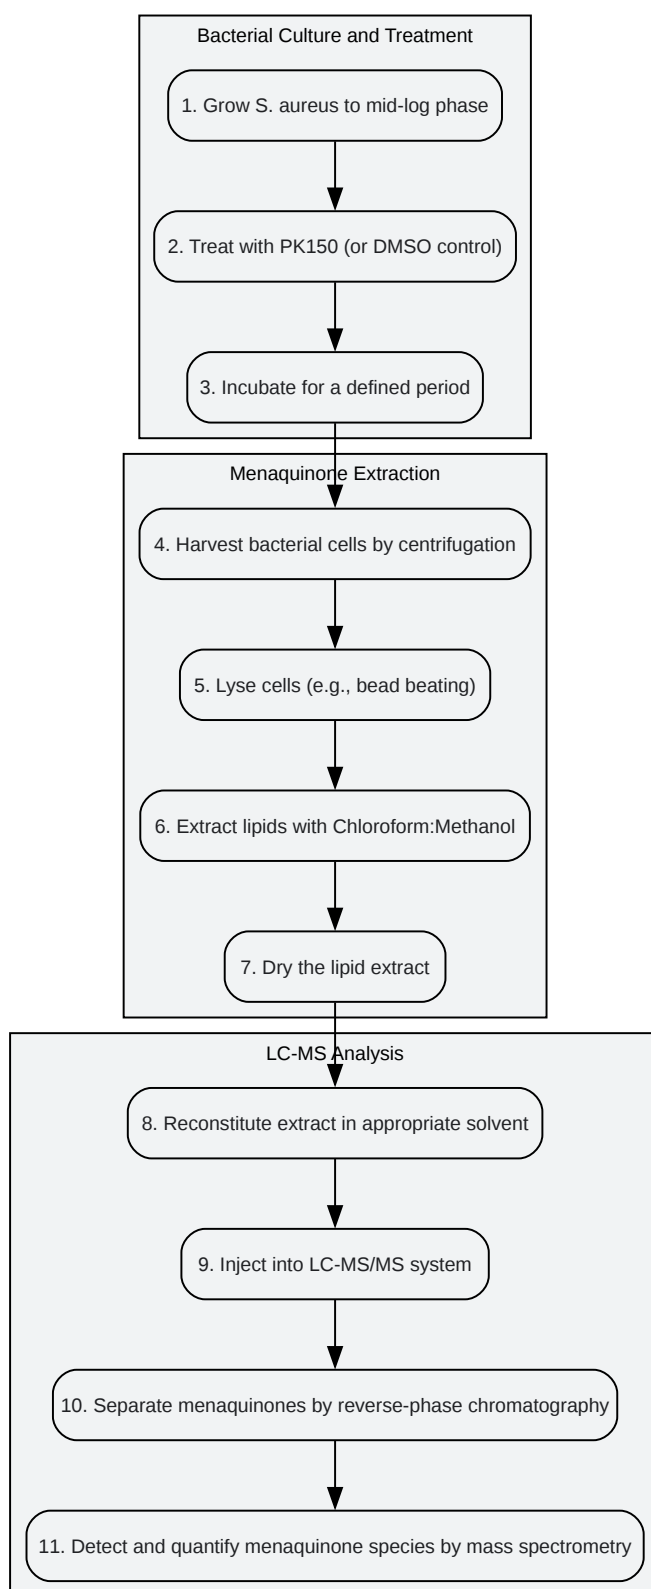 Bacterial Culture and Treatment
1. Grow S. aureus to mid-log phase
2. Treat with PK150 (or DMSO control)
3. Incubate for a defined period
Menaquinone Extraction
4. Harvest bacterial cells by centrifugation
5. Lyse cells (e.g., bead beating)
6. Extract lipids with Chloroform:Methanol
7. Dry the lipid extract
LC-MS Analysis
8. Reconstitute extract in appropriate solvent
9. Inject into LC-MS/MS system
10. Separate menaquinones by reverse-phase chromatography
11. Detect and quantify menaquinone species by mass spectrometry